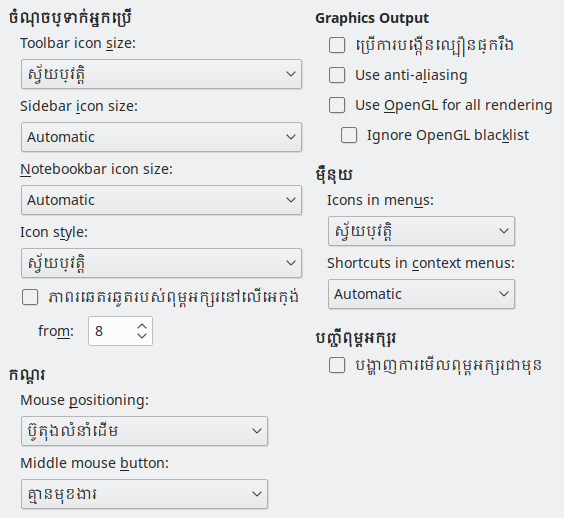 ចំណុចប្រទាក់អ្នកប្រើ
Toolbar icon size:
ស្វ័យប្រវត្តិ
Sidebar icon size:
Automatic
Notebookbar icon size:
Automatic
Icon style:
ស្វ័យប្រវត្តិ
ភាពរឆេតរឆូតរបស់ពុម្ពអក្សរនៅលើអេក្រង់
from:
8
កណ្ដុរ
Mouse positioning:
ប៊ូតុងលំនាំដើម
Middle mouse button:
គ្មានមុខងារ
Graphics Output
ប្រើការបង្កើនល្បឿនផ្នែករឹង
Use anti-aliasing
Use OpenGL for all rendering
Ignore OpenGL blacklist
ម៉ឺនុយ
Icons in menus:
ស្វ័យប្រវត្តិ
Shortcuts in context menus:
Automatic
បញ្ជីពុម្ពអក្សរ
បង្ហាញការមើលពុម្ពអក្សរជាមុន